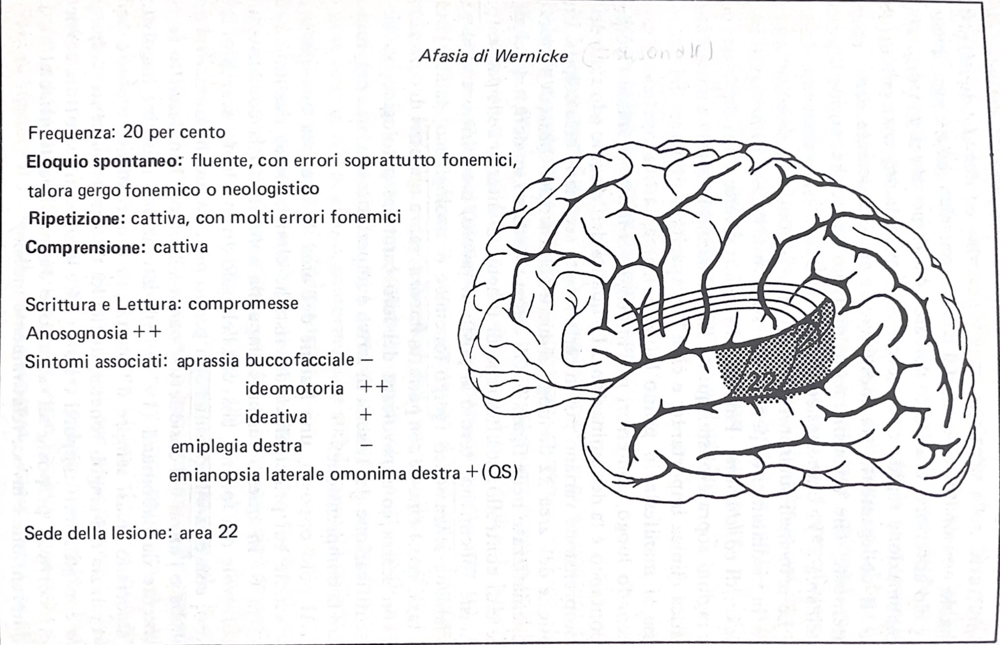 Afasia di Wernicke
Frequenza: 20 per cento
Eloquio spontaneo: fluente, con errori soprattutto fonemici,
talora gergo fonemico o neologistico
Ripetizione: cattiva, con molti errori fonemici
Comprensione: cattiva
Scrittura e Lettura: compromesse
Anosognosia ++
Sintomi associati: aprassia buccofacciale –
ideomotoria ++
ideativa +
emiplegia destra –
emianopsia laterale omonima destra +(QS)
Sede della lesione: area 22
22